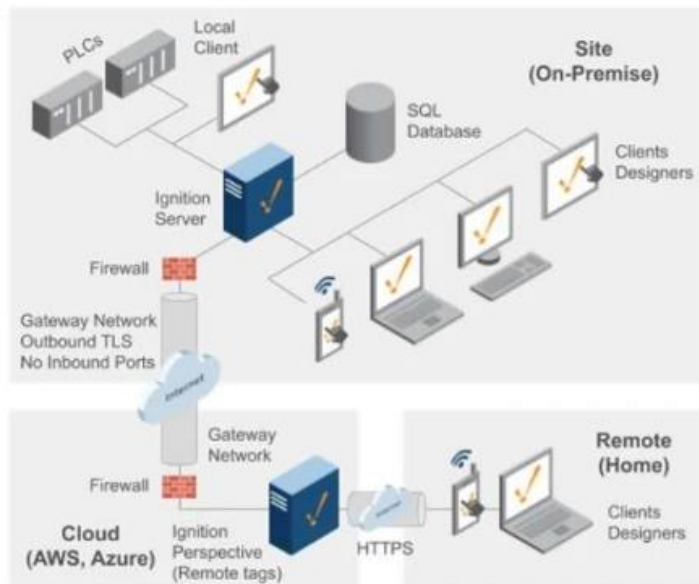 PLCs
Local
Client
Site
(On-Premise)
SQL
Database
Clients
Designers
Ignition
Server
Firewall
Gateway Network
Outbound TLS
No Inbound Ports
Internet
Gateway
Network
Firewall
Cloud
(AWS, Azure)
Ignition
Perspective
(Remote tags)
Internet
HTTPS
Remote
(Home)
Clients
Designers